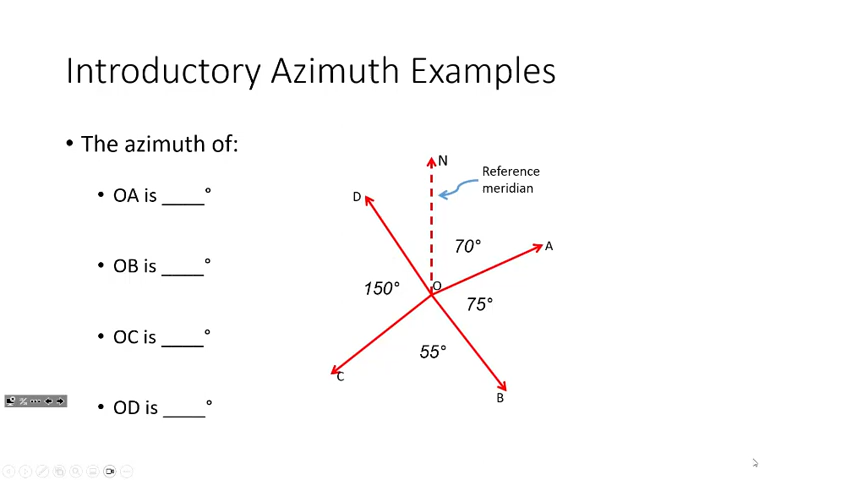 Introductory Azimuth Examples
• The azimuth of:
• OA is ____°
• OB is ____°
• OC is ____°
• OD is ____°
N
Reference
meridian
D
70°
A
O
150°
75°
55°
C
B